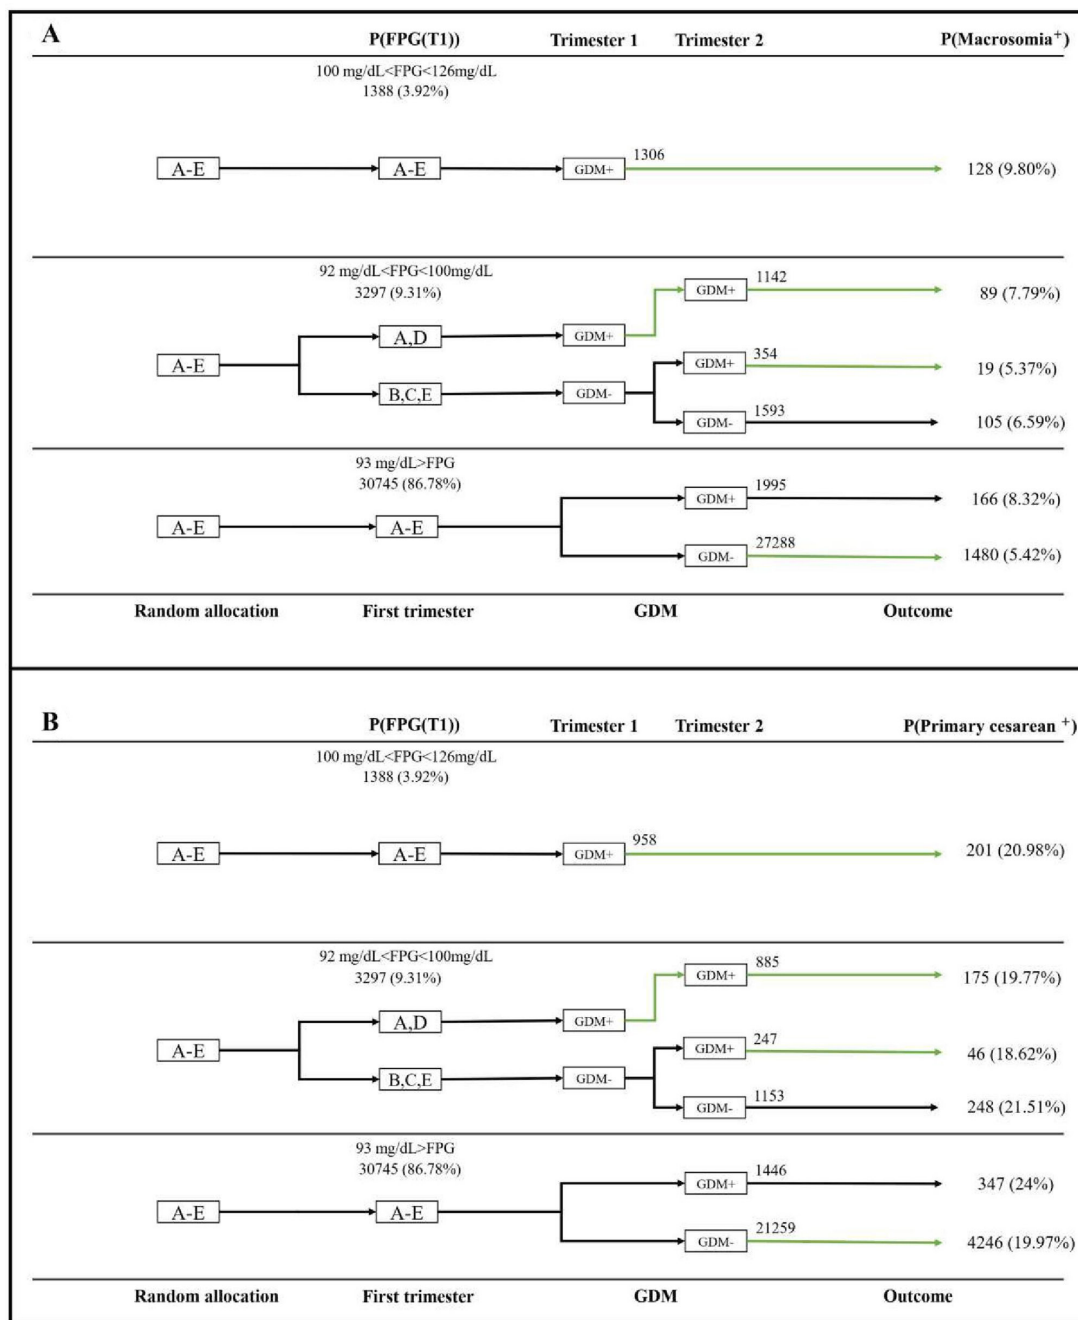 A
P(FPG(T1)) Trimester 1 Trimester 2 P(Macrosomia+)
100 mg/dL<FPG<126mg/dL
1388 (3.92%)
1306
A-E A-E GDM+ 128 (9.80%)
92 mg/dL<FPG<100mg/dL
3297 (9.31%)
1142
GDM+ 89 (7.79%)
A,D GDM+
354
A-E GDM+ 19 (5.37%)
B,C,E GDM-
1593
GDM- 105 (6.59%)
93 mg/dL>FPG
30745 (86.78%)
1995
GDM+ 166 (8.32%)
A-E A-E
27288
GDM- 1480 (5.42%)
Random allocation First trimester GDM Outcome
B
P(FPG(T1)) Trimester 1 Trimester 2 P(Primary cesarean +)
100 mg/dL<FPG<126mg/dL
1388 (3.92%)
958
A-E A-E GDM+ 201 (20.98%)
92 mg/dL<FPG<100mg/dL
3297 (9.31%)
885
GDM+ 175 (19.77%)
A,D GDM+
247
A-E GDM+ 46 (18.62%)
B,C,E GDM-
1153
GDM- 248 (21.51%)
93 mg/dL>FPG
30745 (86.78%)
1446
GDM+ 347 (24%)
A-E A-E
21259
GDM- 4246 (19.97%)
Random allocation First trimester GDM Outcome